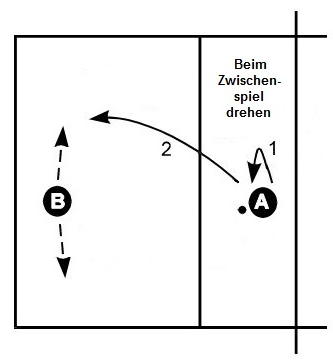 Beim
Zwischen-
spiel
drehen
1
2
B
A